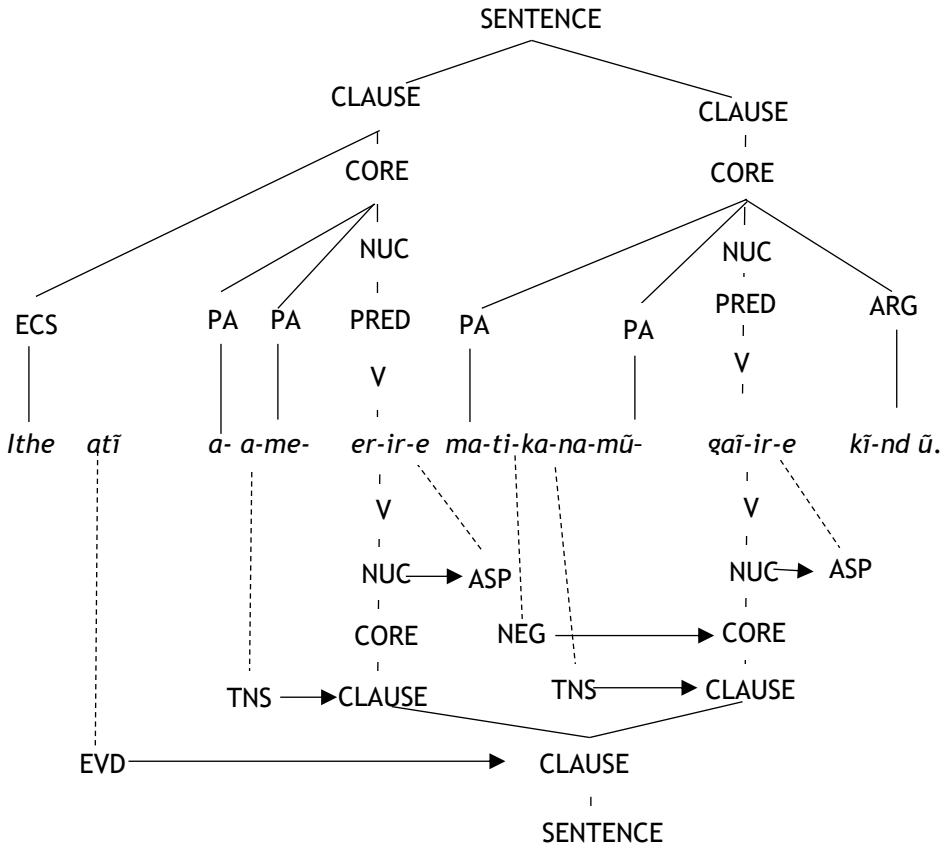 SENTENCE
CLAUSE CLAUSE
CORE CORE
NUC NUC
ECS PA PA PRED PA PA PRED ARG
V V
Ithe atĩ a- a-me- er-ir-e ma-ti-ka-na-mũ- gaĩ-ir-e kĩ-nd ũ.
V V
NUC ASP NUC ASP
CORE NEG CORE
TNS CLAUSE TNS CLAUSE
EVD CLAUSE
SENTENCE